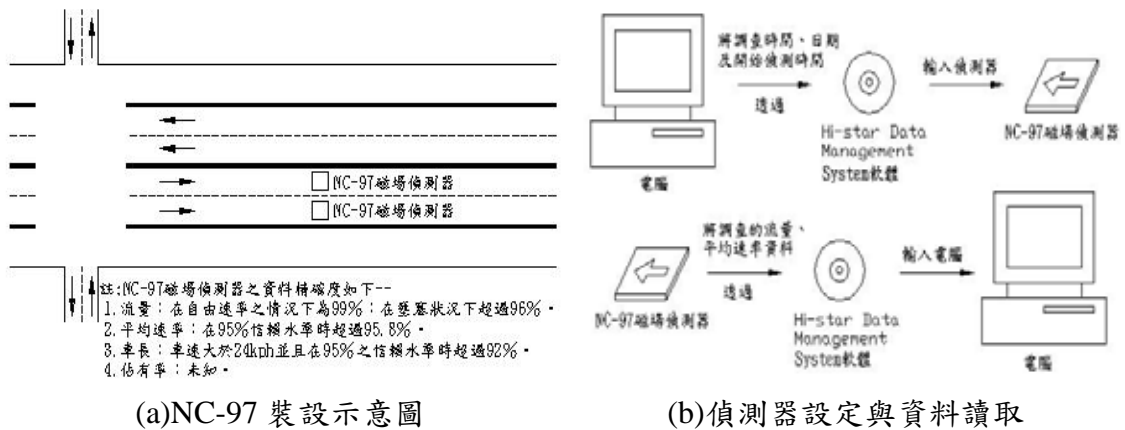 NC-97磁場偵測器
NC-97磁場偵測器
註:NC-97磁場偵測器之資料精確度如下--
1.流量：在自由速率之情況下為99%；在壅塞狀況下超過96%。
2.平均速率：在95%信賴水準時超過95.8%。
3.車長：車速大於24kph並且在95%之信賴水準時超過92%。
4.佔有率：未知。
(a)NC-97 裝設示意圖
將調查時間、日期
及開始偵測時間
透過
輸入偵測器
電腦
Hi-star Data
Management
System軟體
NC-97磁場偵測器
將調查的流量、
平均速率資料
透過
輸入電腦
NC-97磁場偵測器
Hi-star Data
Management
System軟體
電腦
(b)偵測器設定與資料讀取